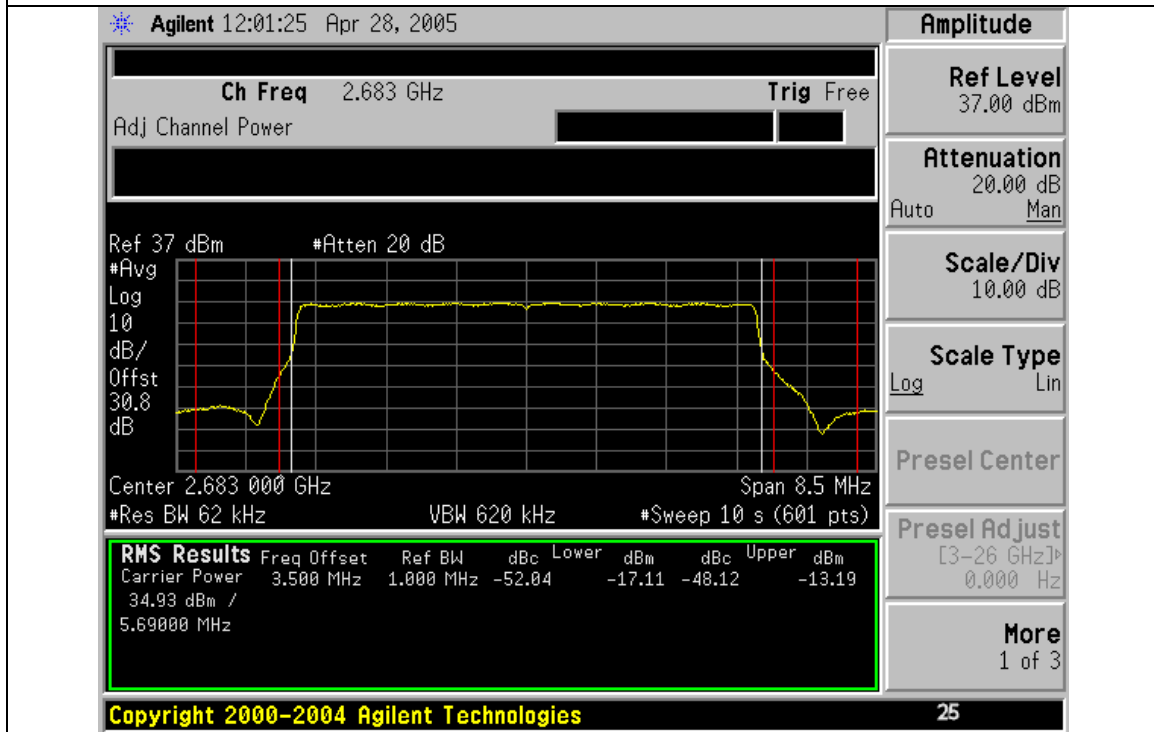 Agilent 12:01:25 Apr 28, 2005
Amplitude
Ch Freq 2.683 GHz Trig Free
Adj Channel Power
Ref Level
37.00 dBm
Attenuation
20.00 dB
Auto Man
Scale/Div
10.00 dB
Scale Type
Log Lin
Presel Center
Presel Adjust
[3-26 GHz]
0.000 Hz
More
1 of 3
Ref 37 dBm #Atten 20 dB
#Avg
Log
10
dB/
Offst
30.8
dB
Center 2.683 000 GHz Span 8.5 MHz
#Res BW 62 kHz VBW 620 kHz #Sweep 10 s (601 pts)
RMS Results Freq Offset Ref BW dBc Lower dBm dBc Upper dBm
Carrier Power 3.500 MHz 1.000 MHz -52.04 -17.11 -48.12 -13.19
34.93 dBm /
5.69000 MHz
Copyright 2000-2004 Agilent Technologies
25